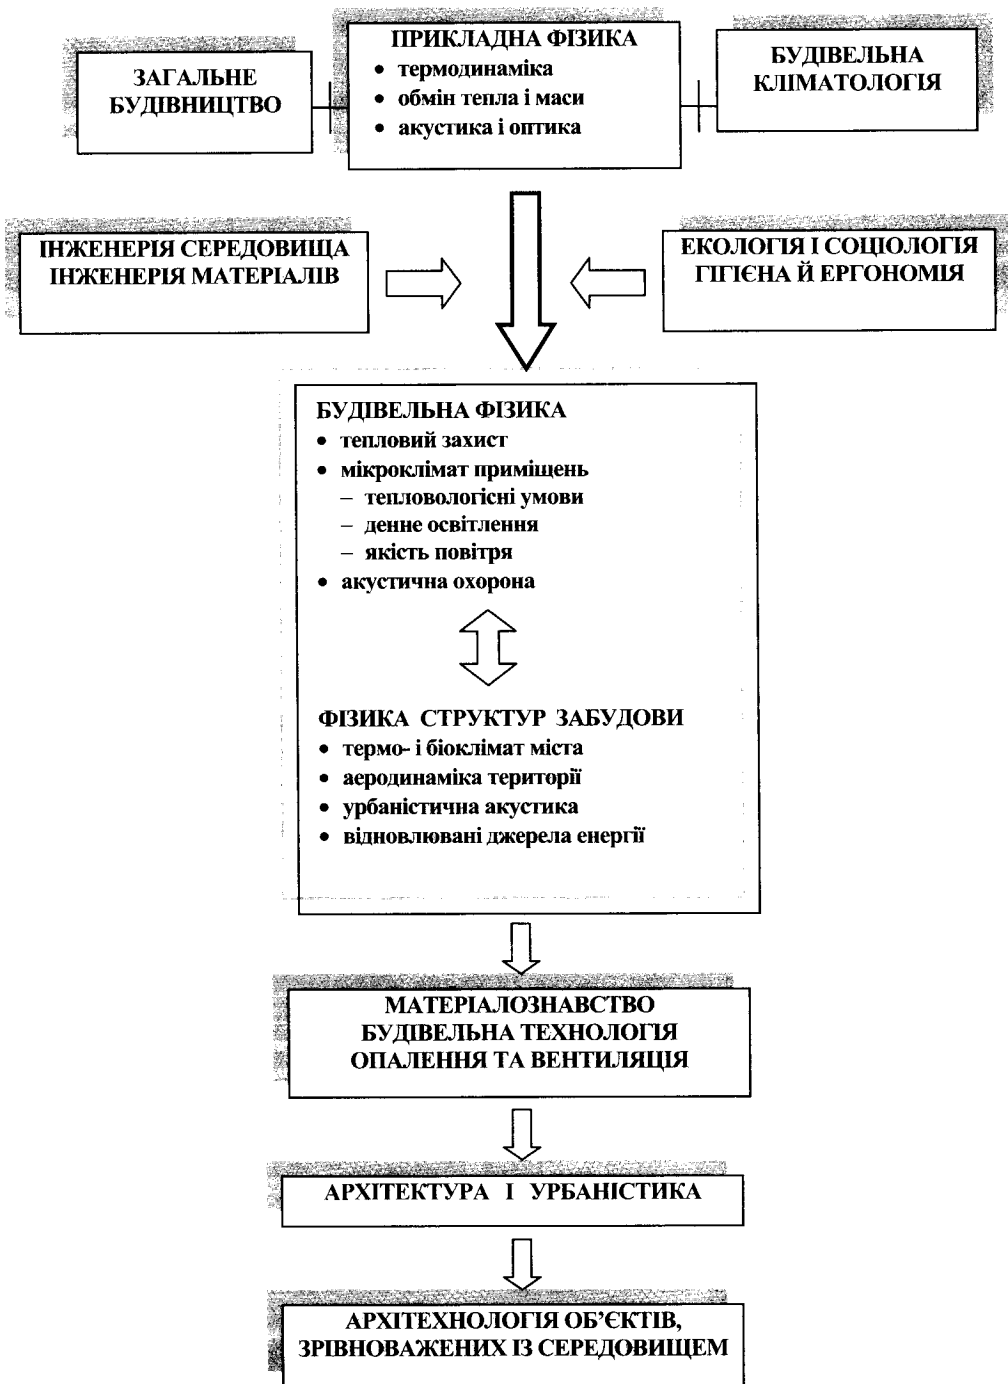 ЗАГАЛЬНЕ
БУДІВНИЦТВО
ПРИКЛАДНА ФІЗИКА
• термодинаміка
• обмін тепла і маси
• акустика і оптика
БУДІВЕЛЬНА
КЛІМАТОЛОГІЯ
ІНЖЕНЕРІЯ СЕРЕДОВИЩА
ІНЖЕНЕРІЯ МАТЕРІАЛІВ
ЕКОЛОГІЯ І СОЦІОЛОГІЯ
ГІГІЄНА Й ЕРГОНОМІЯ
БУДІВЕЛЬНА ФІЗИКА
• тепловий захист
• мікроклімат приміщень
– тепловологісні умови
– денне освітлення
– якість повітря
• акустична охорона
ФІЗИКА СТРУКТУР ЗАБУДОВИ
• термо- і біоклімат міста
• аеродинаміка території
• урбаністична акустика
• відновлювані джерела енергії
МАТЕРІАЛОЗНАВСТВО
БУДІВЕЛЬНА ТЕХНОЛОГІЯ
ОПАЛЕННЯ ТА ВЕНТИЛЯЦІЯ
АРХІТЕКТУРА І УРБАНІСТИКА
АРХІТЕХНОЛОГІЯ ОБ’ЄКТІВ,
ЗРІВНОВАЖЕНИХ ІЗ СЕРЕДОВИЩЕМ